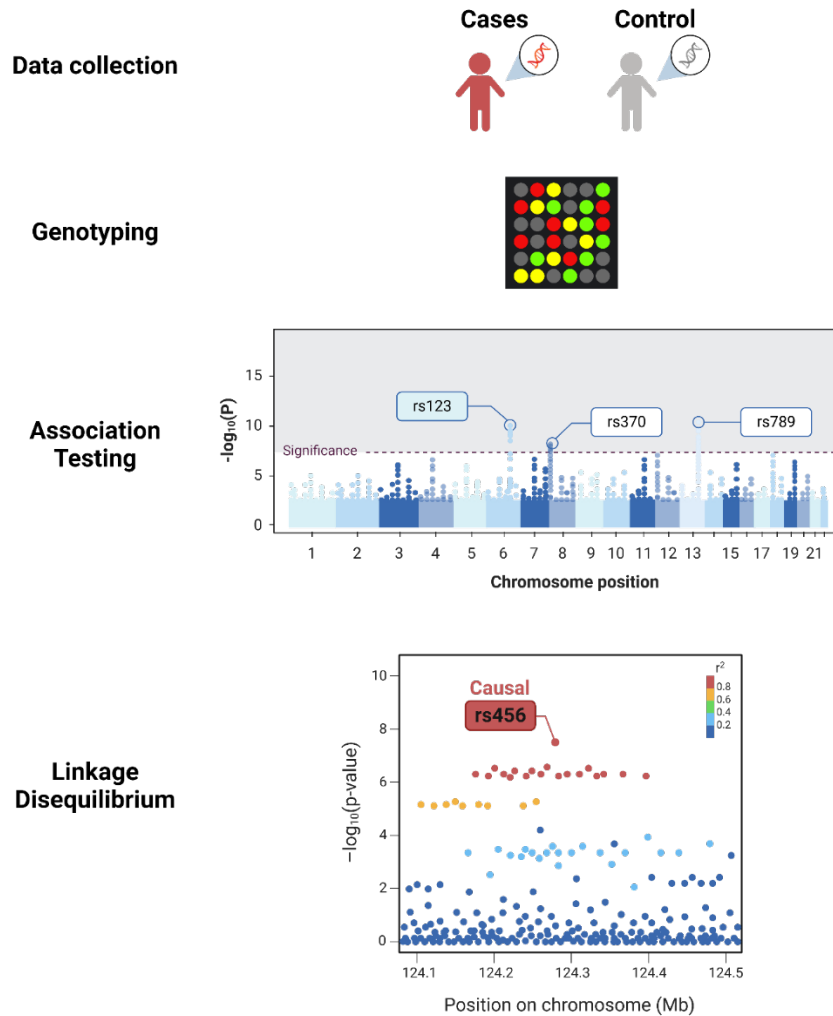 Cases
Control
Data collection
Genotyping
Association
Testing
-log₁₀(P)
15
10
5
0
rs123
rs370
rs789
Significance
1 2 3 4 5 6 7 8 9 10 11 12 13 15 17 19 21
Chromosome position
Linkage
Disequilibrium
−log₁₀(p-value)
10
8
6
4
2
0
Causal
rs456
r²
0.8
0.6
0.4
0.2
124.1 124.2 124.3 124.4 124.5
Position on chromosome (Mb)